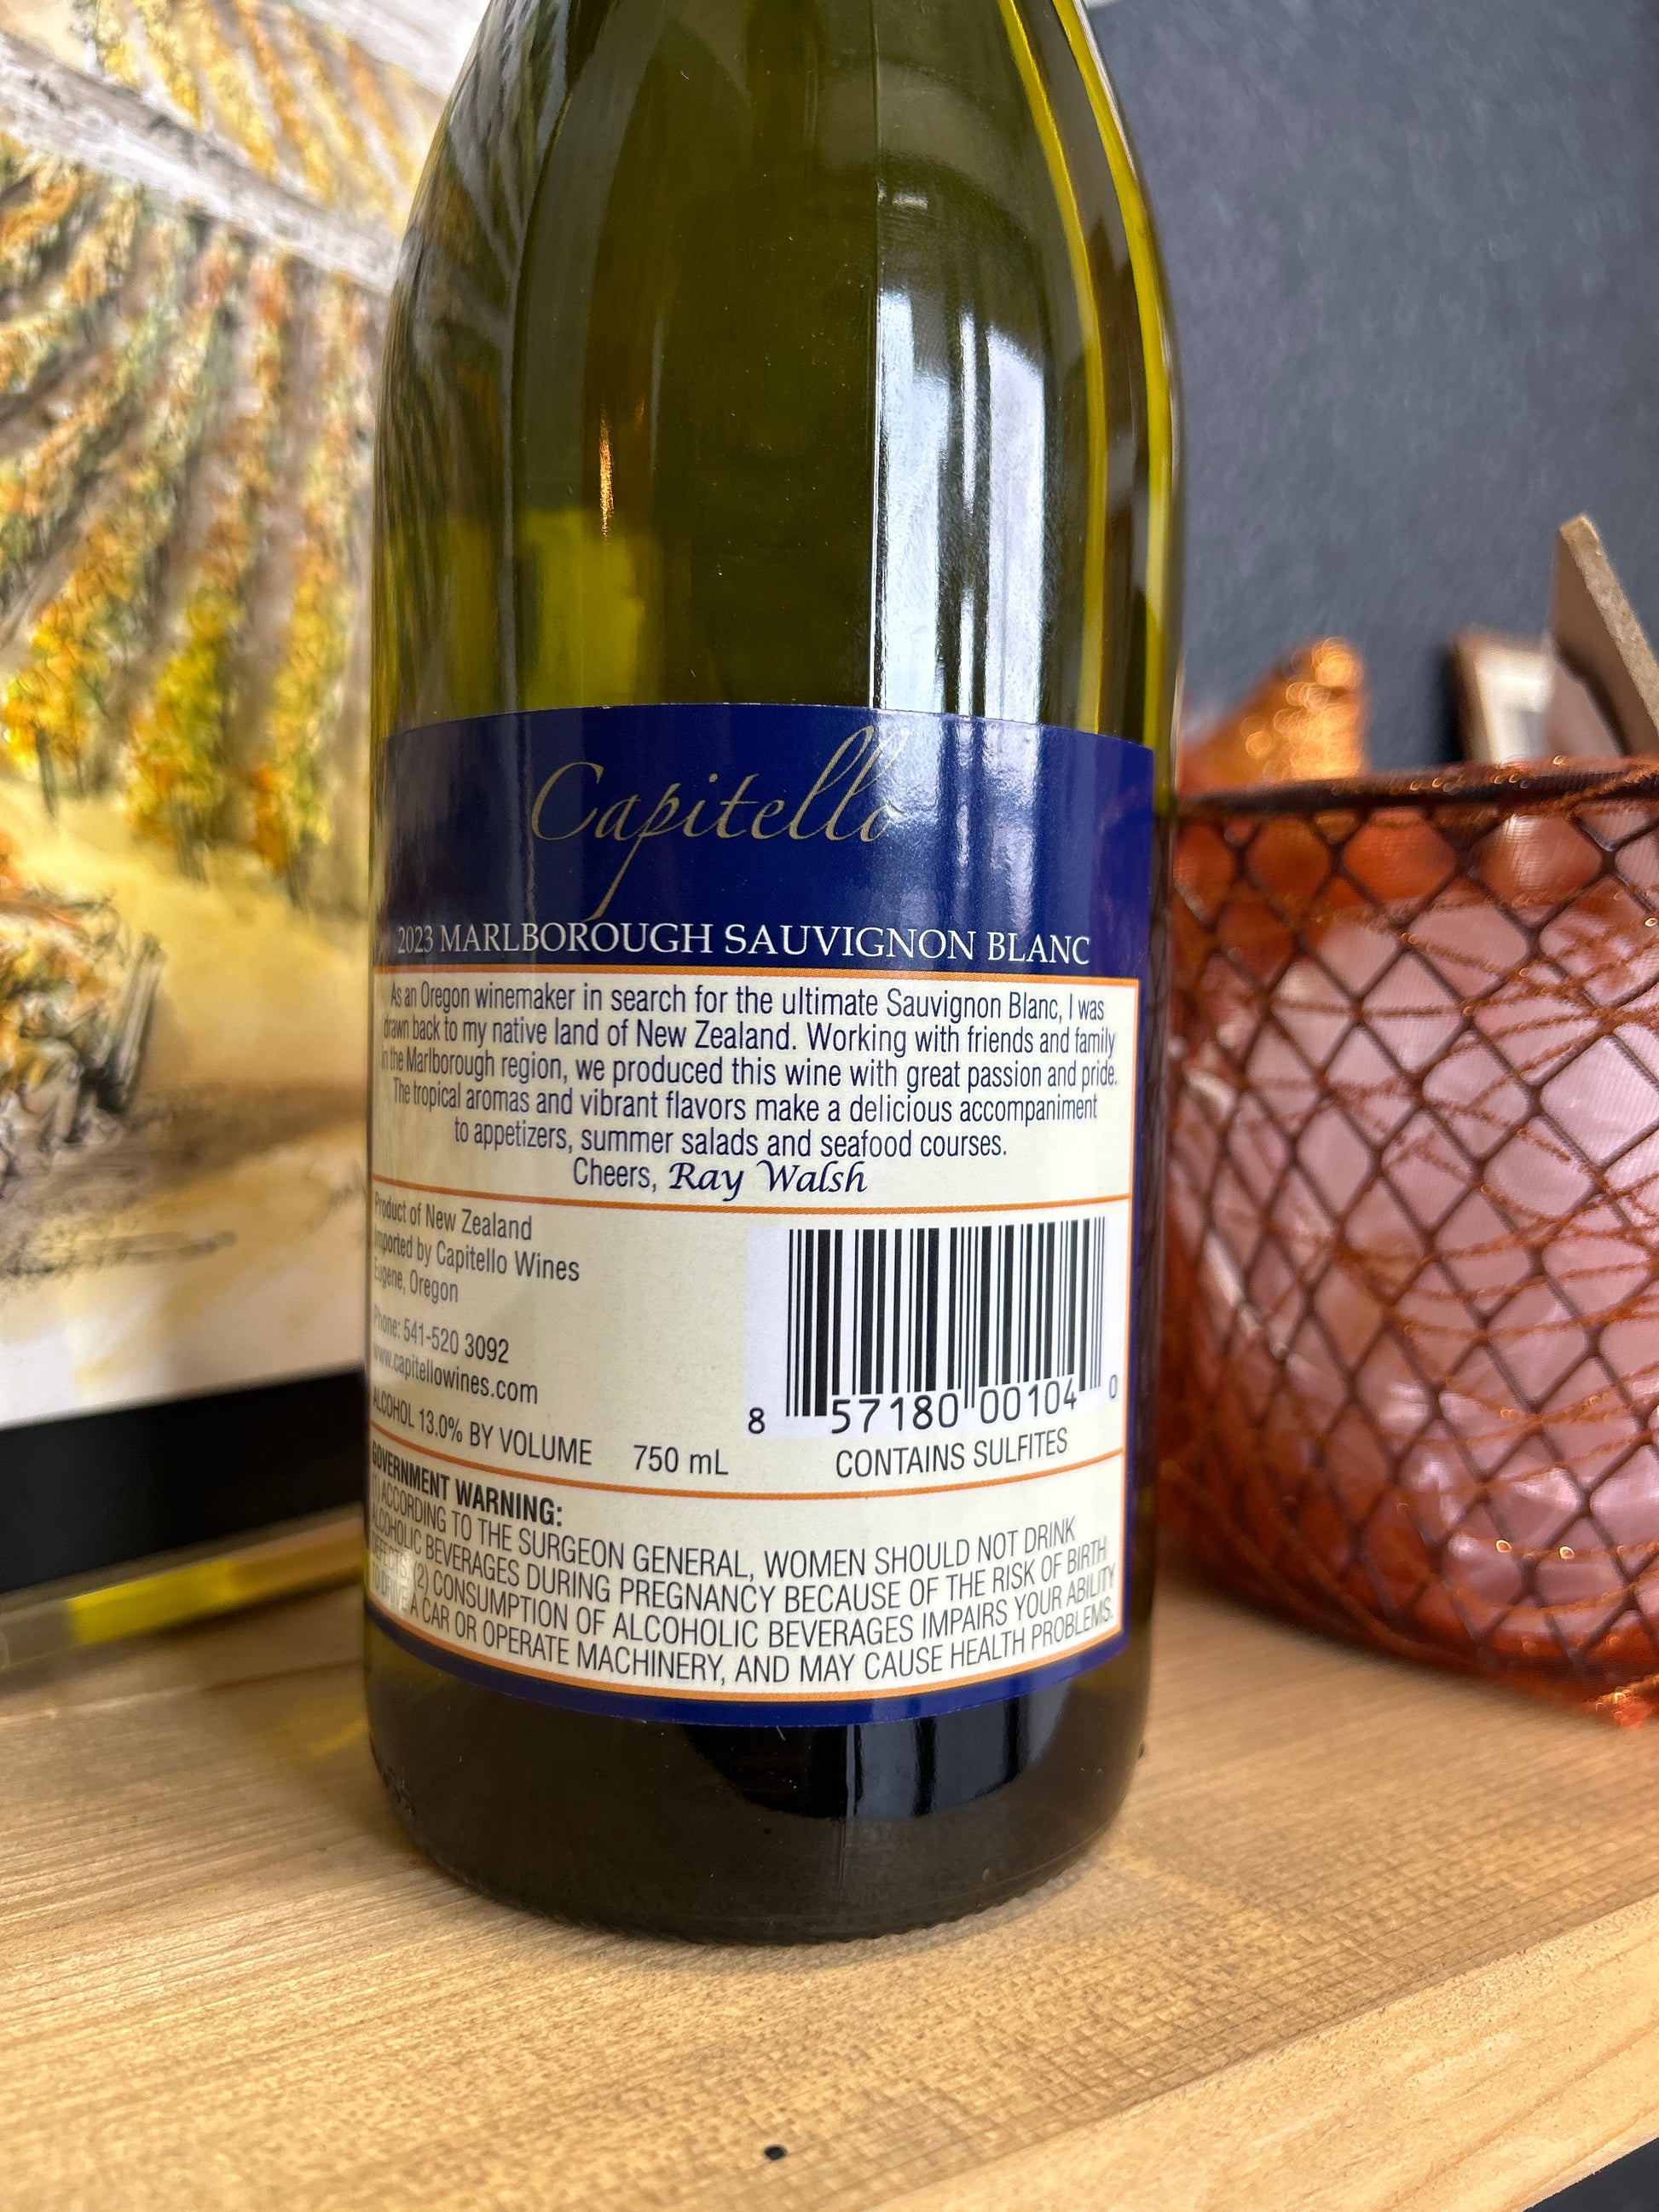 Capitello
2023 MARLBOROUGH SAUVIGNON BLANC
As an Oregon winemaker in search for the ultimate Sauvignon Blanc, I was
drawn back to my native land of New Zealand. Working with friends and family
in the Marlborough region, we produced this wine with great passion and pride.
The tropical aromas and vibrant flavors make a delicious accompaniment
to appetizers, summer salads and seafood courses.
Cheers, Ray Walsh
Product of New Zealand
Imported by Capitello Wines
Eugene, Oregon
Phone: 541-520 3092
www.capitellowines.com
ALCOHOL 13.0% BY VOLUME 750 mL
8 57180 00104 0
CONTAINS SULFITES
GOVERNMENT WARNING:
(1) ACCORDING TO THE SURGEON GENERAL, WOMEN SHOULD NOT DRINK
ALCOHOLIC BEVERAGES DURING PREGNANCY BECAUSE OF THE RISK OF BIRTH
DEFECTS (2) CONSUMPTION OF ALCOHOLIC BEVERAGES IMPAIRS YOUR ABILITY
TO DRIVE A CAR OR OPERATE MACHINERY, AND MAY CAUSE HEALTH PROBLEMS.